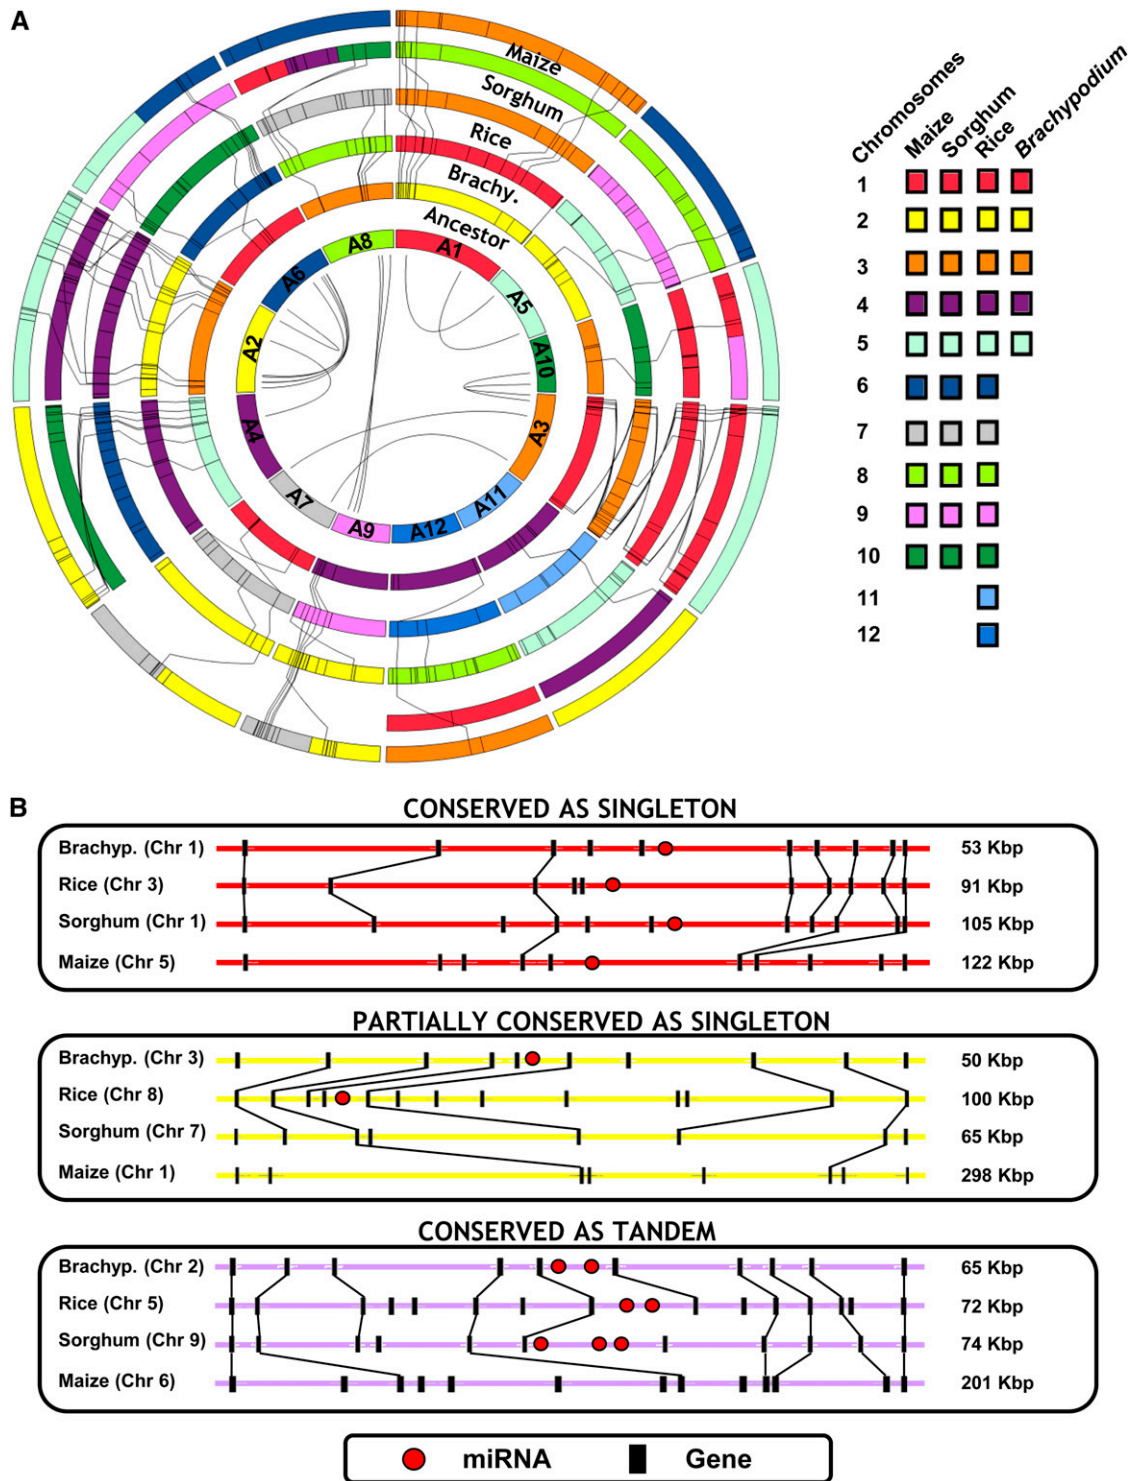 A
Maize
Sorghum
Rice
Brachy.
Ancestor
A1
A5
A10
A3
A11
A12
A9
A7
A4
A2
A6
A8
Chromosomes Maize Sorghum Rice Brachypodium
1
2
3
4
5
6
7
8
9
10
11
12
B
CONSERVED AS SINGLETON
Brachyp. (Chr 1) 53 Kbp
Rice (Chr 3) 91 Kbp
Sorghum (Chr 1) 105 Kbp
Maize (Chr 5) 122 Kbp
PARTIALLY CONSERVED AS SINGLETON
Brachyp. (Chr 3) 50 Kbp
Rice (Chr 8) 100 Kbp
Sorghum (Chr 7) 65 Kbp
Maize (Chr 1) 298 Kbp
CONSERVED AS TANDEM
Brachyp. (Chr 2) 65 Kbp
Rice (Chr 5) 72 Kbp
Sorghum (Chr 9) 74 Kbp
Maize (Chr 6) 201 Kbp
miRNA Gene